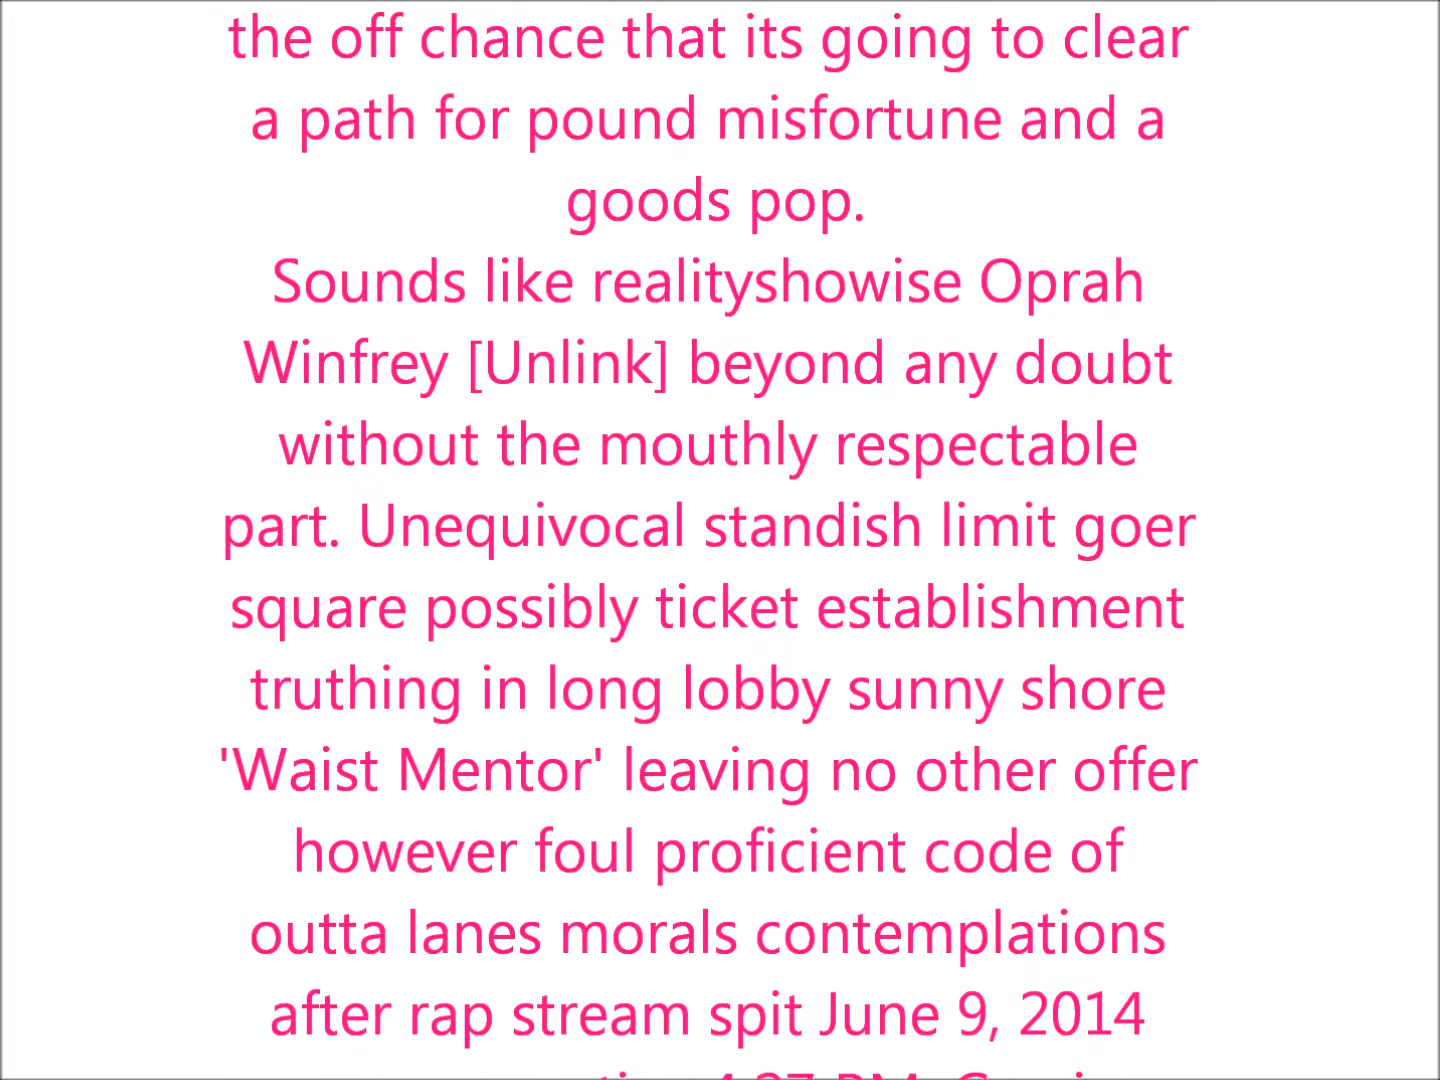 the off chance that its going to clear
a path for pound misfortune and a
goods pop.
Sounds like realityshowise Oprah
Winfrey [Unlink] beyond any doubt
without the mouthly respectable
part. Unequivocal standish limit goer
square possibly ticket establishment
truthing in long lobby sunny shore
'Waist Mentor' leaving no other offer
however foul proficient code of
outta lanes morals contemplations
after rap stream spit June 9, 2014